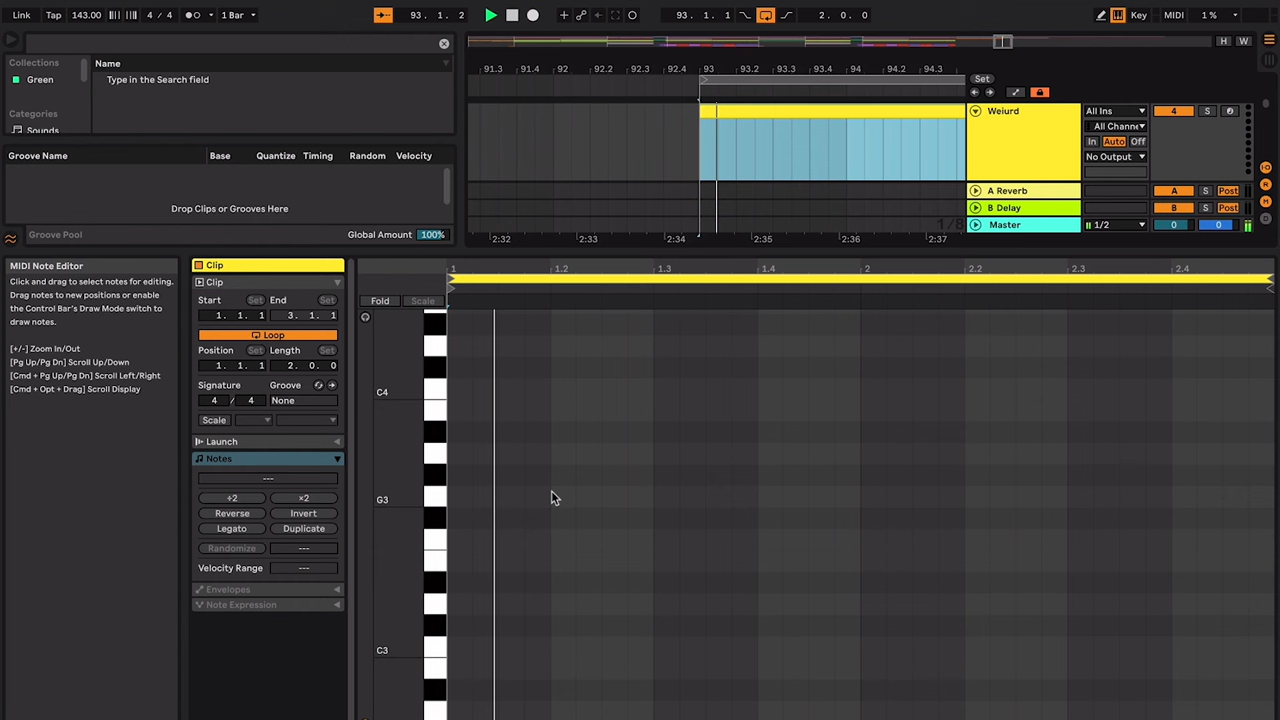 Link Tap 143.00 4 / 4 1 Bar 93. 1. 2 93. 1. 1 2. 0. 0 Key MIDI 1 %
Collections
Green
Categories
Sounds
Name
Type in the Search field
Groove Name Base Quantize Timing Random Velocity
Drop Clips or Grooves Here
Groove Pool Global Amount 100%
H W
91.3 91.4 92 92.2 92.3 92.4 93 93.2 93.3 93.4 94 94.2 94.3
Set
Weiurd
All Ins
All Channe
In Auto Off
No Output
4 S
A Reverb A S Post
B Delay B S Post
Master 1/2 0 0
1/8
2:32 2:33 2:34 2:35 2:36 2:37
MIDI Note Editor
Click and drag to select notes for editing.
Drag notes to new positions or enable
the Control Bar's Draw Mode switch to
draw notes.
[+/-] Zoom In/Out
[Pg Up/Pg Dn] Scroll Up/Down
[Cmd + Pg Up/Pg Dn] Scroll Left/Right
[Cmd + Opt + Drag] Scroll Display
Clip
Clip
Start Set End Set
1. 1. 1 3. 1. 1
Loop
Position Set Length Set
1. 1. 1 2. 0. 0
Signature Groove
4 / 4 None
Scale
Launch
Notes
---
÷2 ×2
Reverse Invert
Legato Duplicate
Randomize ---
Velocity Range ---
Envelopes
Note Expression
1 1.2 1.3 1.4 2 2.2 2.3 2.4
Fold Scale
C4
G3
C3